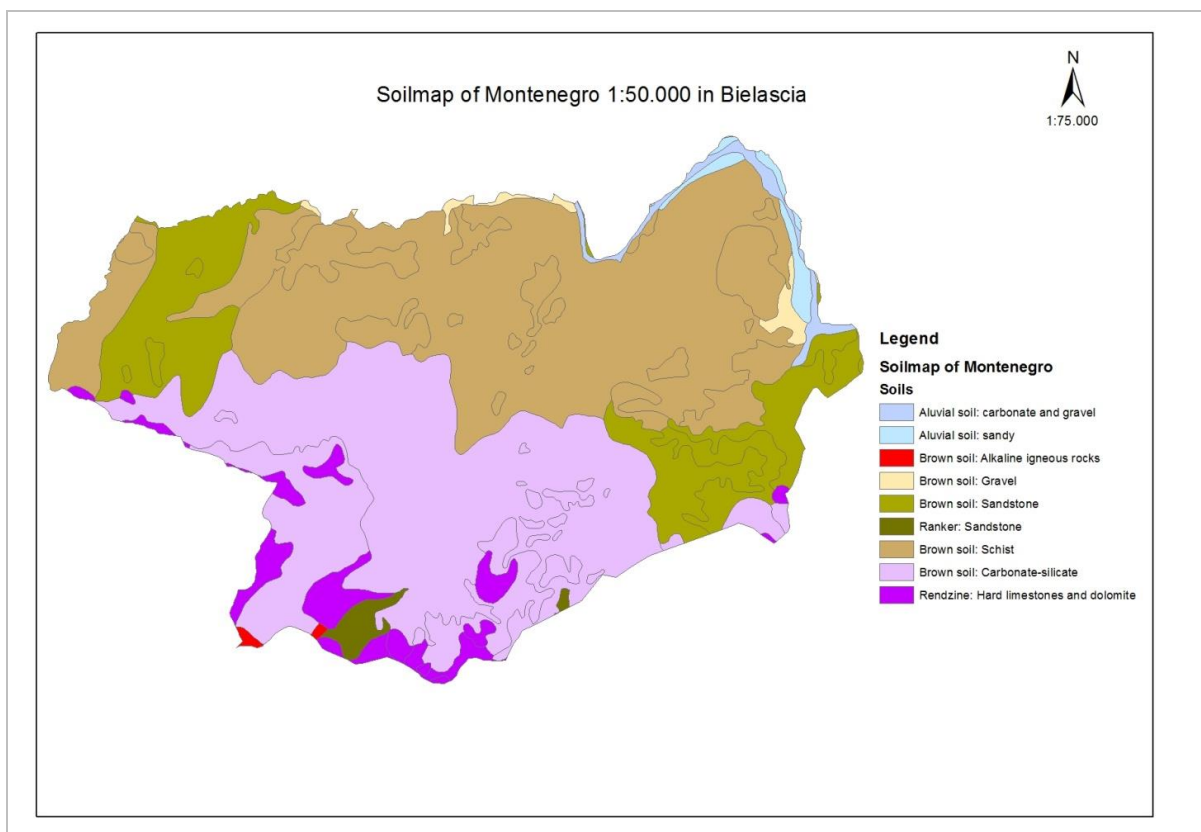 Soilmap of Montenegro 1:50.000 in Bielascia
N
1:75.000
Legend
Soilmap of Montenegro
Soils
Aluvial soil: carbonate and gravel
Aluvial soil: sandy
Brown soil: Alkaline igneous rocks
Brown soil: Gravel
Brown soil: Sandstone
Ranker: Sandstone
Brown soil: Schist
Brown soil: Carbonate-silicate
Rendzine: Hard limestones and dolomite